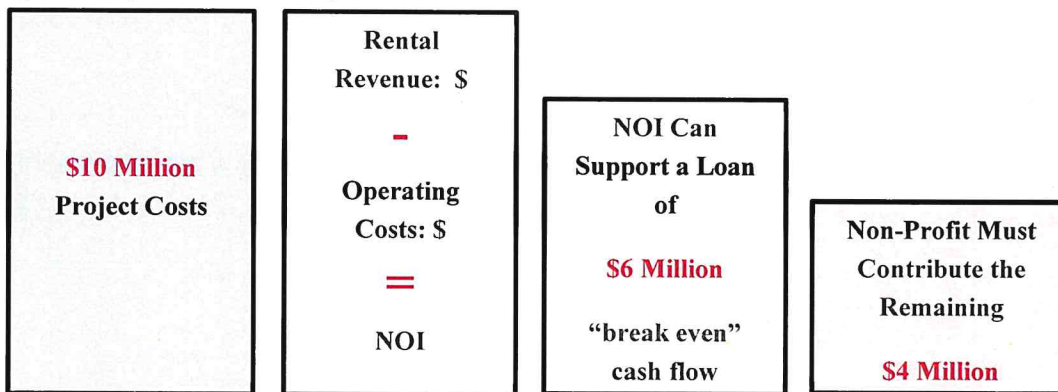 $10 Million
Project Costs
Rental
Revenue: $
-
Operating
Costs: $
=
NOI
NOI Can
Support a Loan
of
$6 Million
“break even”
cash flow
Non-Profit Must
Contribute the
Remaining
$4 Million